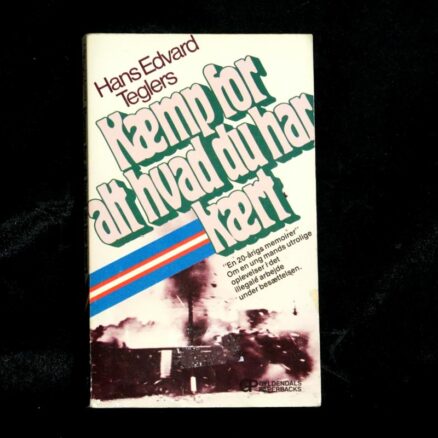 Hans Edvard
Teglers
Kæmp for
alt hvad du har
kært
"En 20-årigs memoirer"
Om en ung mands utrolige
oplevelser i det
illegale arbejde
under besættelsen.
GYLDENDALS
PAPERBACKS